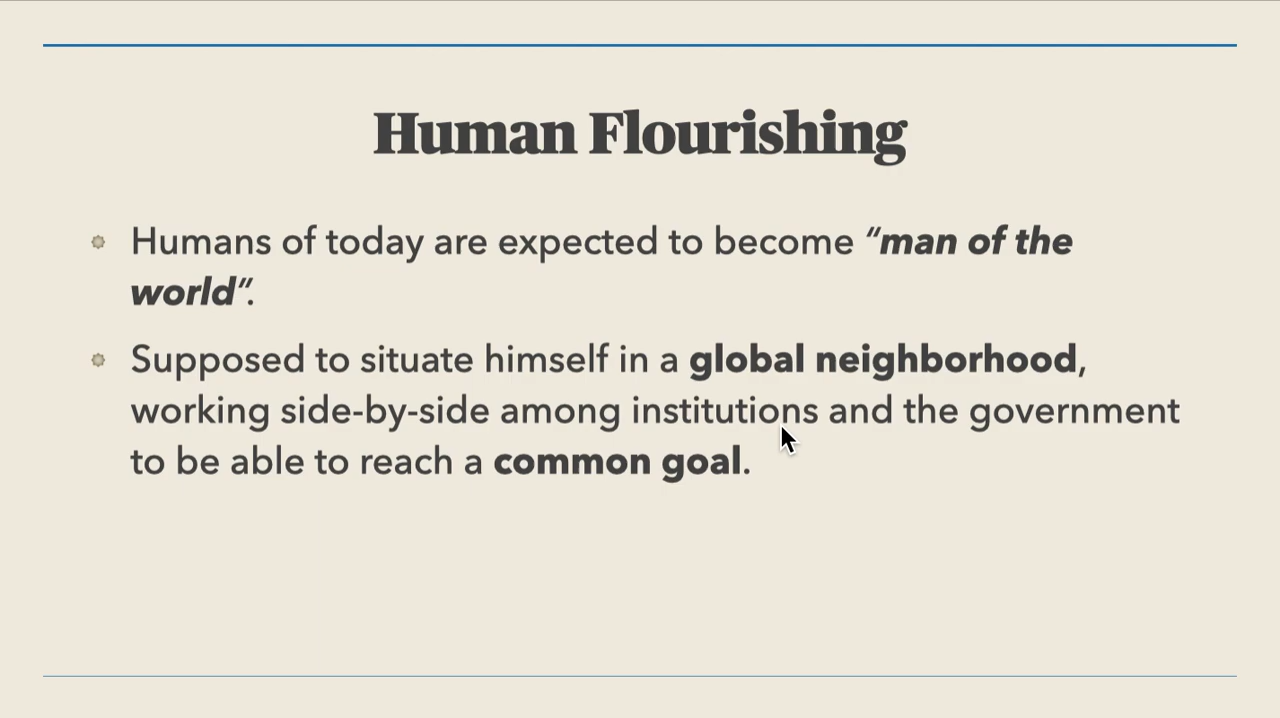 Human Flourishing
Humans of today are expected to become “man of the
world”.
Supposed to situate himself in a global neighborhood,
working side-by-side among institutions and the government
to be able to reach a common goal.